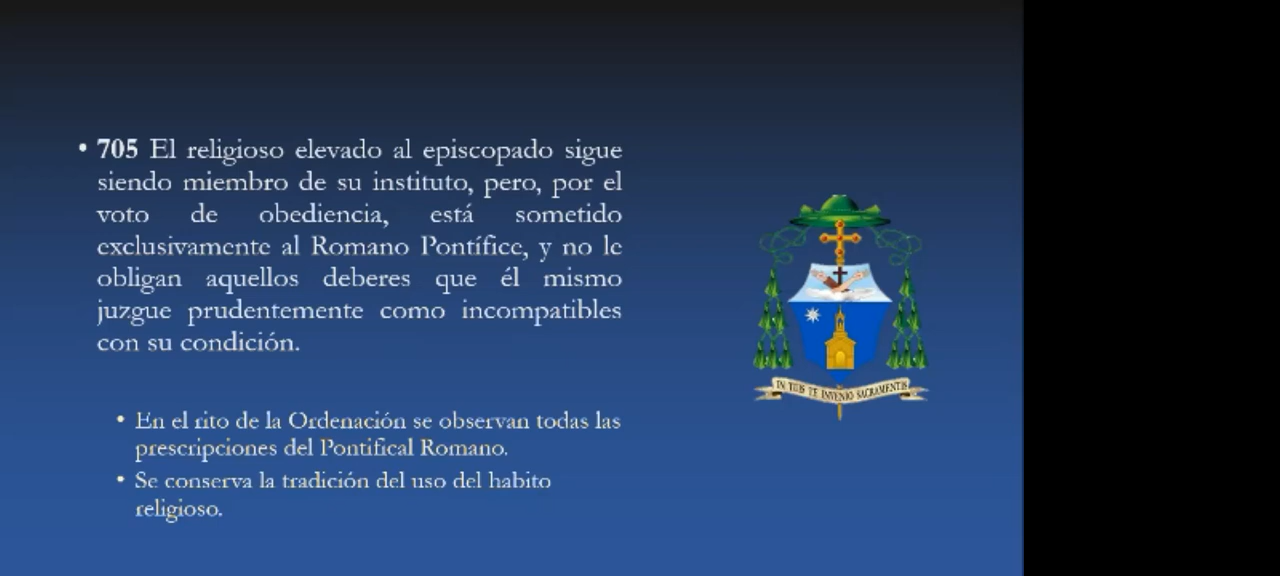 • 705 El religioso elevado al episcopado sigue
siendo miembro de su instituto, pero, por el
voto de obediencia, está sometido
exclusivamente al Romano Pontífice, y no le
obligan aquellos deberes que él mismo
juzgue prudentemente como incompatibles
con su condición.
• En el rito de la Ordenación se observan todas las
prescripciones del Pontifical Romano.
• Se conserva la tradición del uso del habito
religioso.
IN TUIS TE INVENIO SACRAMENTIS